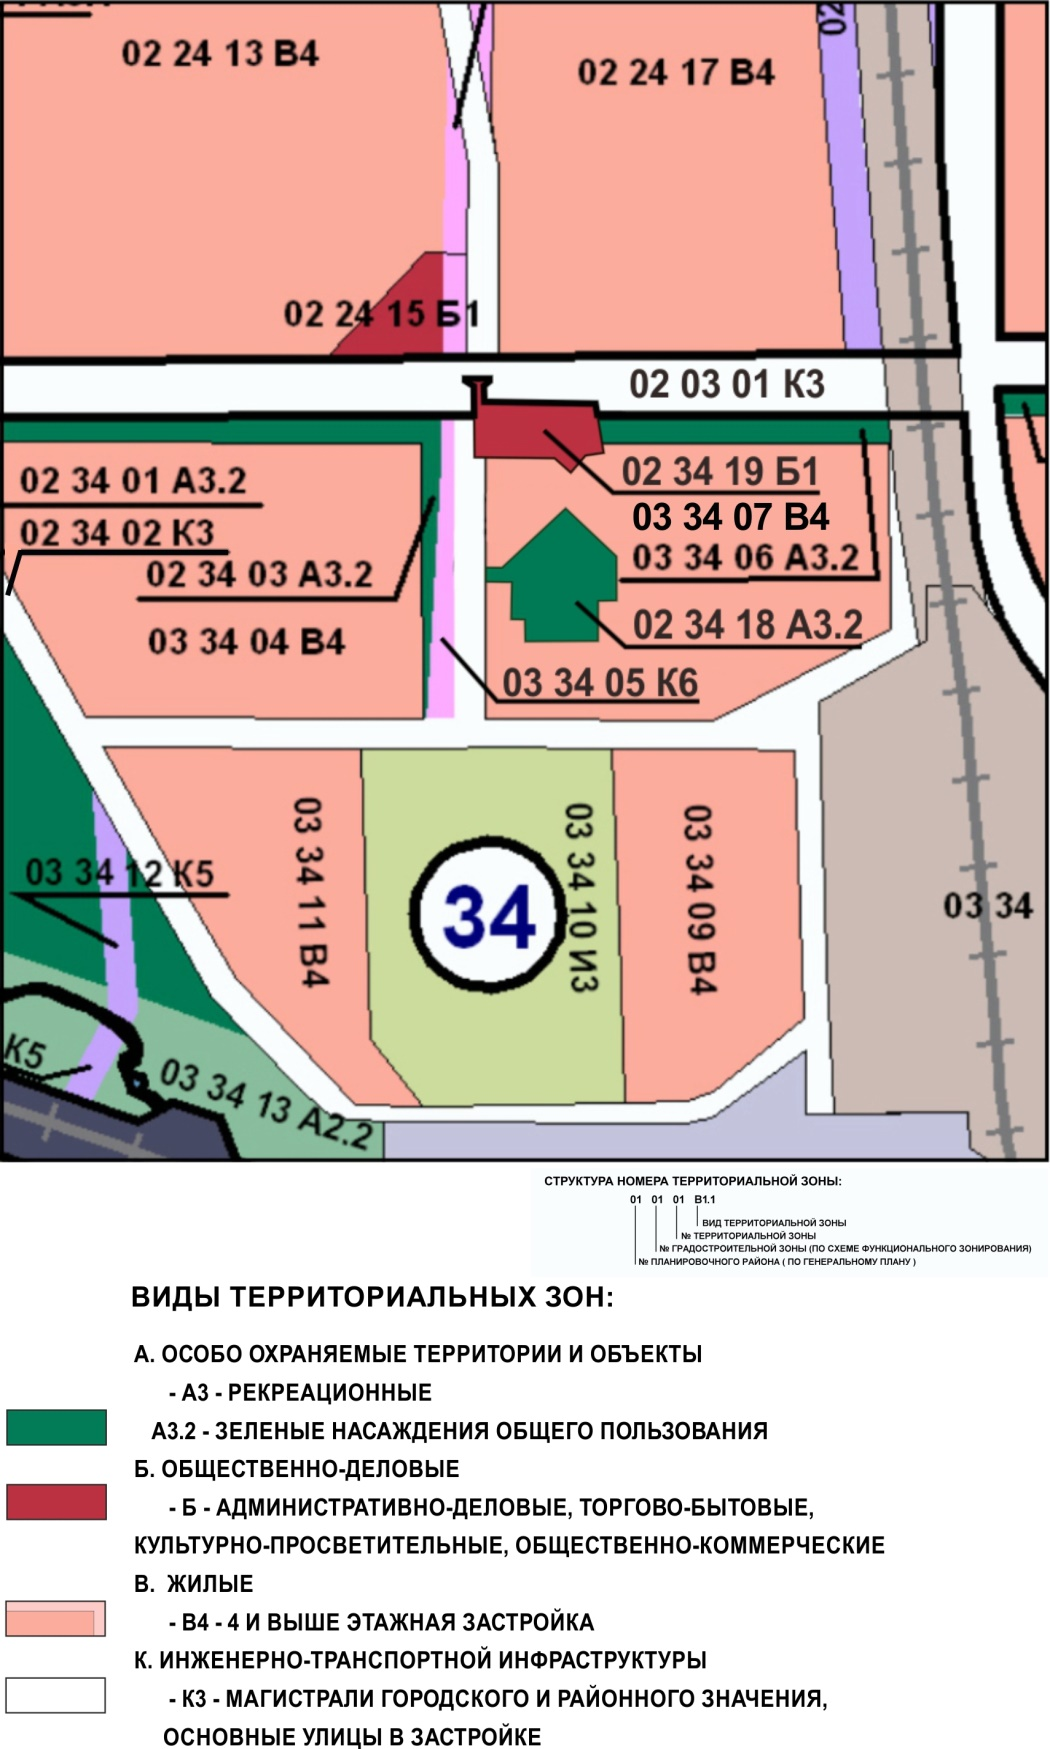 02 24 13 В4
02 24 17 В4
02
02 24 15 Б1
02 03 01 К3
02 34 01 А3.2
02 34 19 Б1
03 34 07 В4
02 34 02 К3
03 34 06 А3.2
02 34 03 А3.2
02 34 18 А3.2
03 34 04 В4
03 34 05 К6
03 34 11 В4
34
03 34 10 И3
03 34 09 В4
03 34 12 К5
03 34
К5
03 34 13 А2.2
СТРУКТУРА НОМЕРА ТЕРРИТОРИАЛЬНОЙ ЗОНЫ:
01 01 01 В1.1
ВИД ТЕРРИТОРИАЛЬНОЙ ЗОНЫ
№ ТЕРРИТОРИАЛЬНОЙ ЗОНЫ
№ ГРАДОСТРОИТЕЛЬНОЙ ЗОНЫ (ПО СХЕМЕ ФУНКЦИОНАЛЬНОГО ЗОНИРОВАНИЯ)
№ ПЛАНИРОВОЧНОГО РАЙОНА ( ПО ГЕНЕРАЛЬНОМУ ПЛАНУ )
ВИДЫ ТЕРРИТОРИАЛЬНЫХ ЗОН:
А. ОСОБО ОХРАНЯЕМЫЕ ТЕРРИТОРИИ И ОБЪЕКТЫ
- А3 - РЕКРЕАЦИОННЫЕ
А3.2 - ЗЕЛЕНЫЕ НАСАЖДЕНИЯ ОБЩЕГО ПОЛЬЗОВАНИЯ
Б. ОБЩЕСТВЕННО-ДЕЛОВЫЕ
- Б - АДМИНИСТРАТИВНО-ДЕЛОВЫЕ, ТОРГОВО-БЫТОВЫЕ,
КУЛЬТУРНО-ПРОСВЕТИТЕЛЬНЫЕ, ОБЩЕСТВЕННО-КОММЕРЧЕСКИЕ
В. ЖИЛЫЕ
- В4 - 4 И ВЫШЕ ЭТАЖНАЯ ЗАСТРОЙКА
К. ИНЖЕНЕРНО-ТРАНСПОРТНОЙ ИНФРАСТРУКТУРЫ
- К3 - МАГИСТРАЛИ ГОРОДСКОГО И РАЙОННОГО ЗНАЧЕНИЯ,
ОСНОВНЫЕ УЛИЦЫ В ЗАСТРОЙКЕ